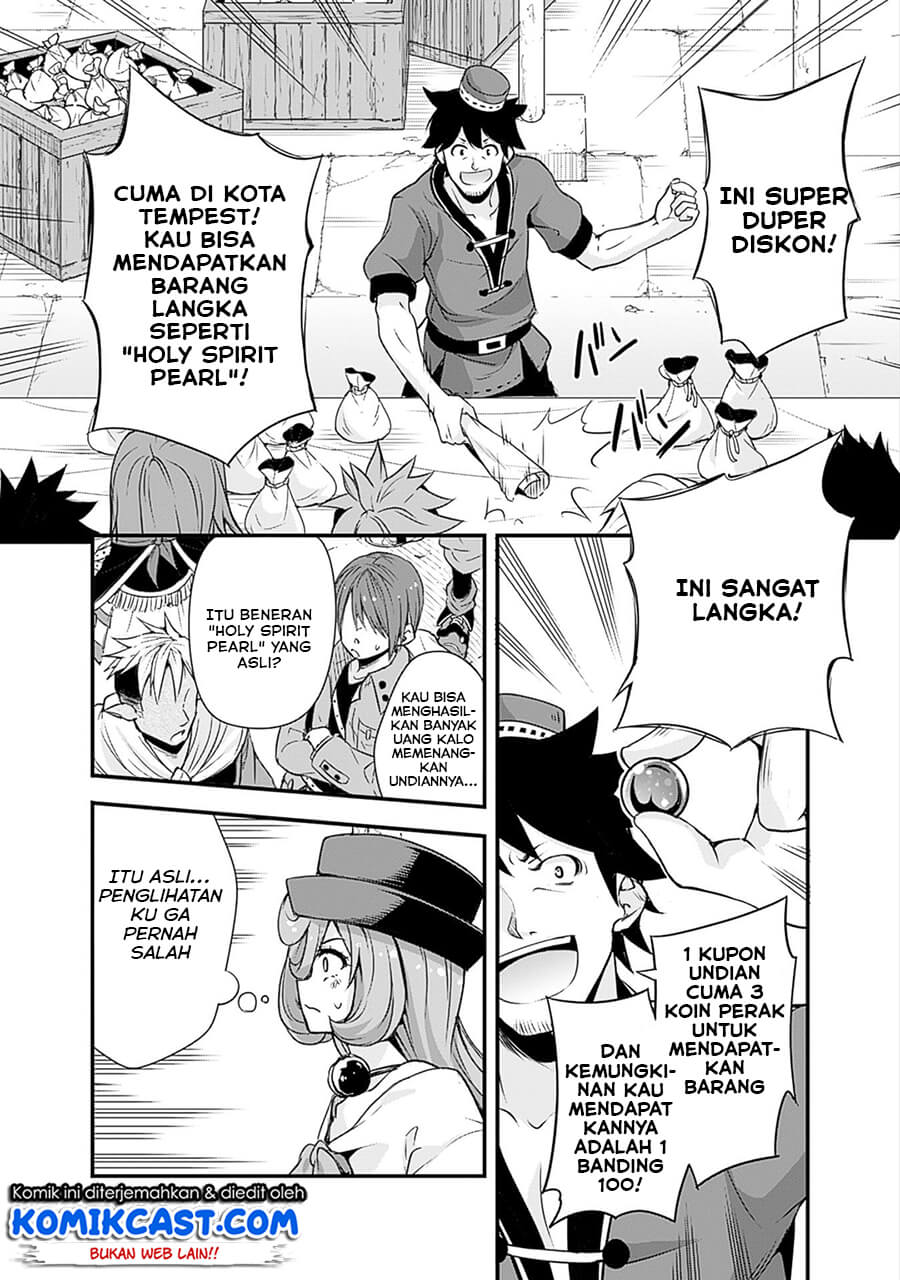 INI SUPER
DUPER
DISKON!
CUMA DI KOTA
TEMPEST!
KAU BISA
MENDAPATKAN
BARANG
LANGKA
SEPERTI
"HOLY SPIRIT
PEARL"!
INI SANGAT
LANGKA!
1 KUPON
UNDIAN
CUMA 3
KOIN PERAK
UNTUK
MENDAPAT-
KAN
BARANG
DAN
KEMUNGKI-
NAN KAU
MENDAPAT
KANNYA
ADALAH 1
BANDING
100!
ITU BENERAN
"HOLY SPIRIT
PEARL" YANG
ASLI?
KAU BISA
MENGHASIL-
KAN BANYAK
UANG KALO
MEMENANG-
KAN
UNDIANNYA...
ITU ASLI...
PENGLIHATAN
KU GA
PERNAH
SALAH
Komik ini diterjemahkan & diedit oleh
KOMIKCAST.COM
BUKAN WEB LAIN!!